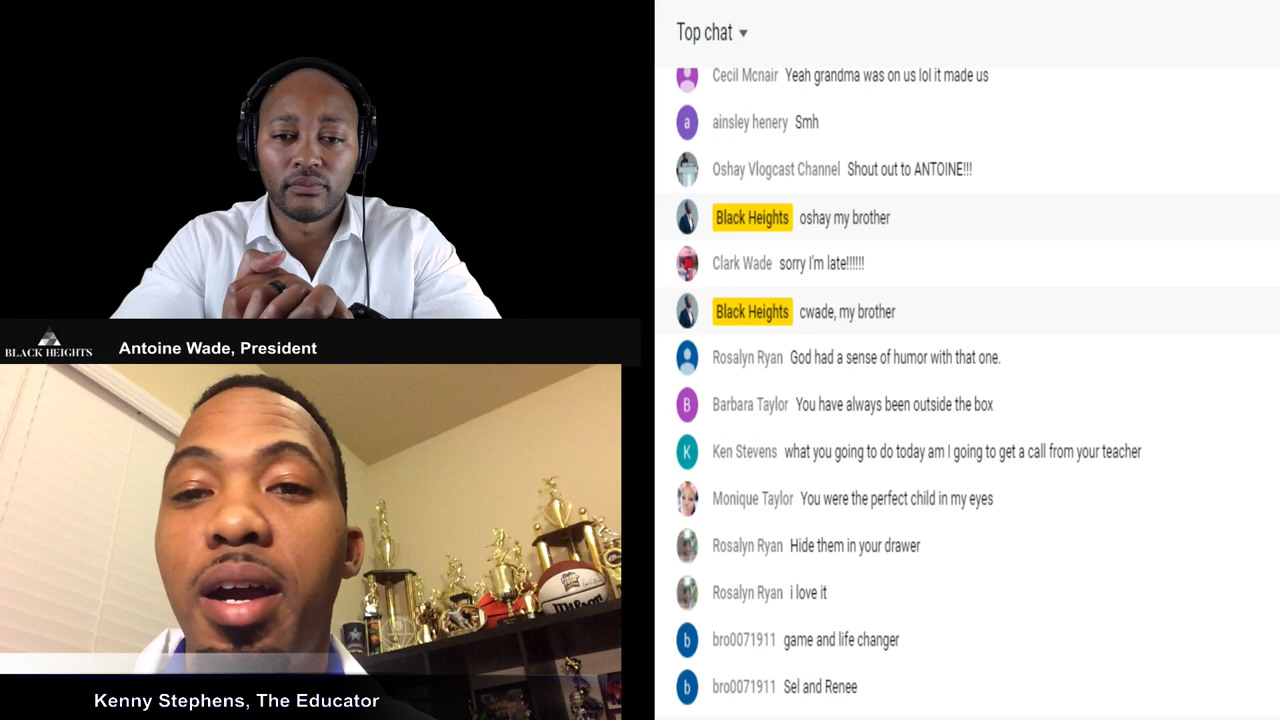 BLACK HEIGHTS
Antoine Wade, President
Wilson
Kenny Stephens, The Educator
Top chat
Cecil Mcnair Yeah grandma was on us lol it made us
a
ainsley henery Smh
Oshay Vlogcast Channel Shout out to ANTOINE!!!
Black Heights oshay my brother
Clark Wade sorry I'm late!!!!!!
Black Heights cwade, my brother
Rosalyn Ryan God had a sense of humor with that one.
B
Barbara Taylor You have always been outside the box
K
Ken Stevens what you going to do today am I going to get a call from your teacher
Monique Taylor You were the perfect child in my eyes
Rosalyn Ryan Hide them in your drawer
Rosalyn Ryan i love it
b
bro0071911 game and life changer
b
bro0071911 Sel and Renee